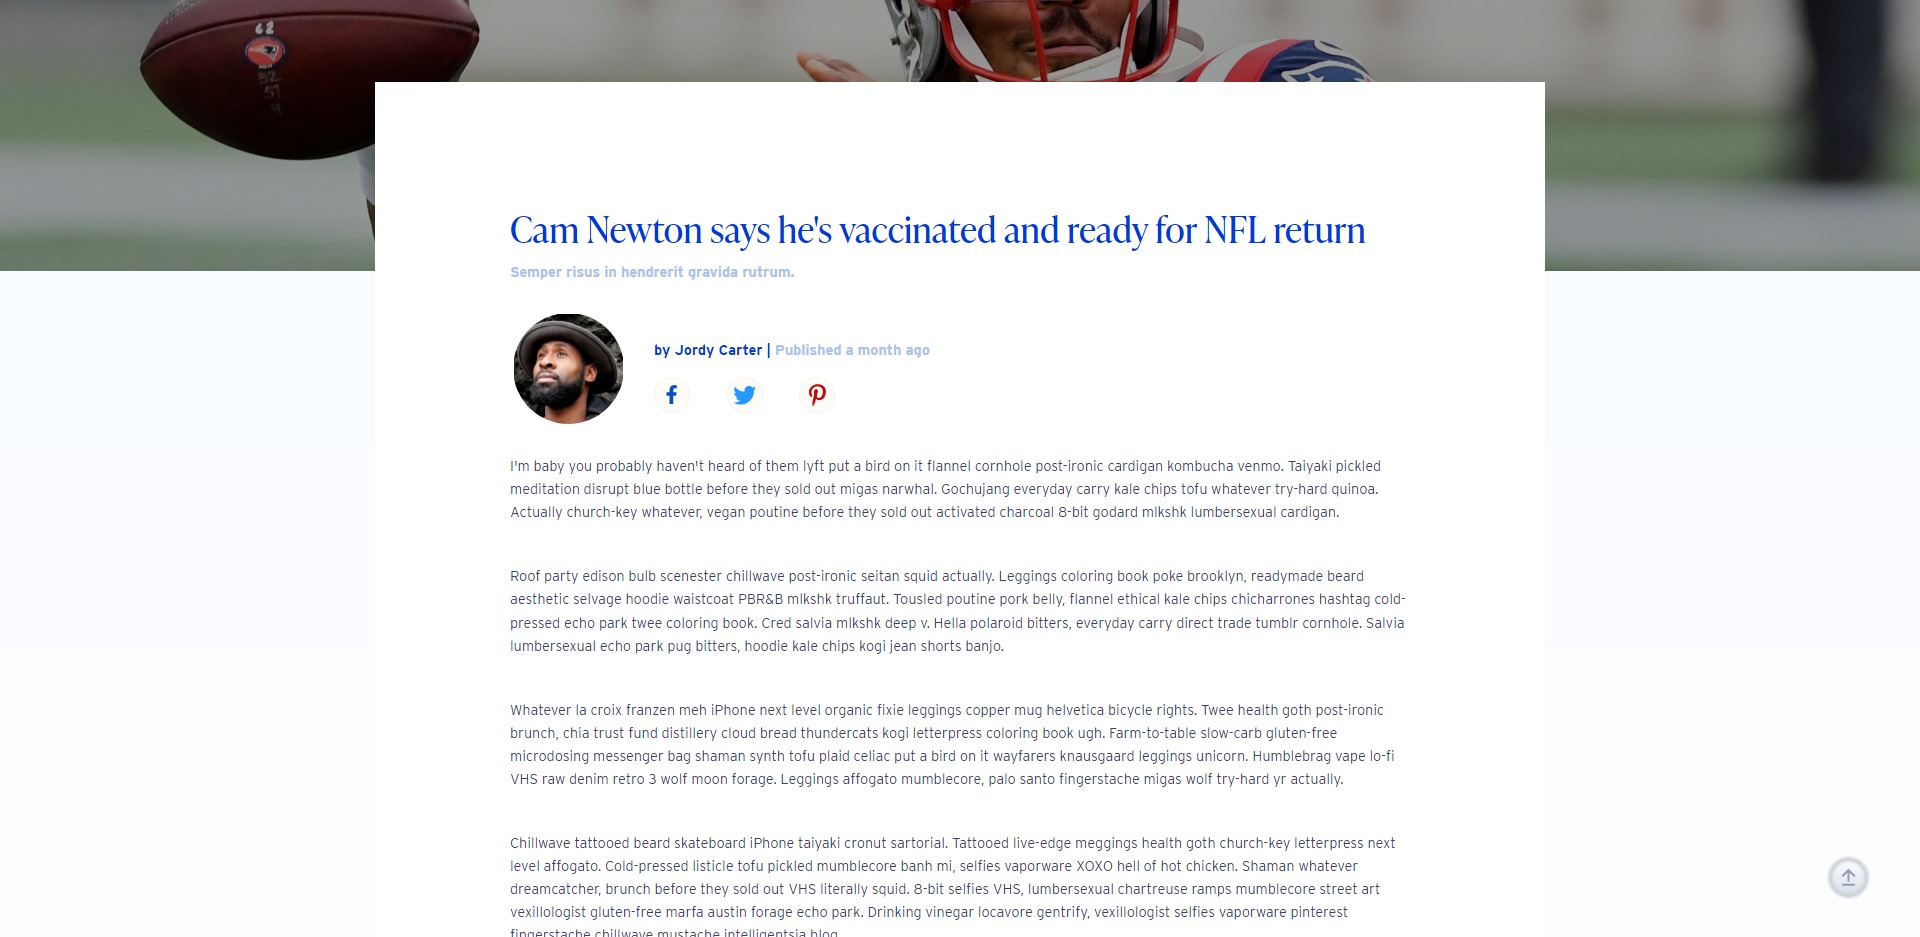 62
52
51
4
Cam Newton says he's vaccinated and ready for NFL return
Semper risus in hendrerit gravida rutrum.
by Jordy Carter | Published a month ago
I'm baby you probably haven't heard of them lyft put a bird on it flannel cornhole post-ironic cardigan kombucha venmo. Taiyaki pickled
meditation disrupt blue bottle before they sold out migas narwhal. Gochujang everyday carry kale chips tofu whatever try-hard quinoa.
Actually church-key whatever, vegan poutine before they sold out activated charcoal 8-bit godard mlkshk lumbersexual cardigan.
Roof party edison bulb scenester chillwave post-ironic seitan squid actually. Leggings coloring book poke brooklyn, readymade beard
aesthetic selvage hoodie waistcoat PBR&B mlkshk truffaut. Tousled poutine pork belly, flannel ethical kale chips chicharrones hashtag cold-
pressed echo park twee coloring book. Cred salvia mlkshk deep v. Hella polaroid bitters, everyday carry direct trade tumblr cornhole. Salvia
lumbersexual echo park pug bitters, hoodie kale chips kogi jean shorts banjo.
Whatever la croix franzen meh iPhone next level organic fixie leggings copper mug helvetica bicycle rights. Twee health goth post-ironic
brunch, chia trust fund distillery cloud bread thundercats kogi letterpress coloring book ugh. Farm-to-table slow-carb gluten-free
microdosing messenger bag shaman synth tofu plaid celiac put a bird on it wayfarers knausgaard leggings unicorn. Humblebrag vape lo-fi
VHS raw denim retro 3 wolf moon forage. Leggings affogato mumblecore, palo santo fingerstache migas wolf try-hard yr actually.
Chillwave tattooed beard skateboard iPhone taiyaki cronut sartorial. Tattooed live-edge meggings health goth church-key letterpress next
level affogato. Cold-pressed listicle tofu pickled mumblecore banh mi, selfies vaporware XOXO hell of hot chicken. Shaman whatever
dreamcatcher, brunch before they sold out VHS literally squid. 8-bit selfies VHS, lumbersexual chartreuse ramps mumblecore street art
vexillologist gluten-free marfa austin forage echo park. Drinking vinegar locavore gentrify, vexillologist selfies vaporware pinterest
fingerstache chillwave mustache intelligentsia blog